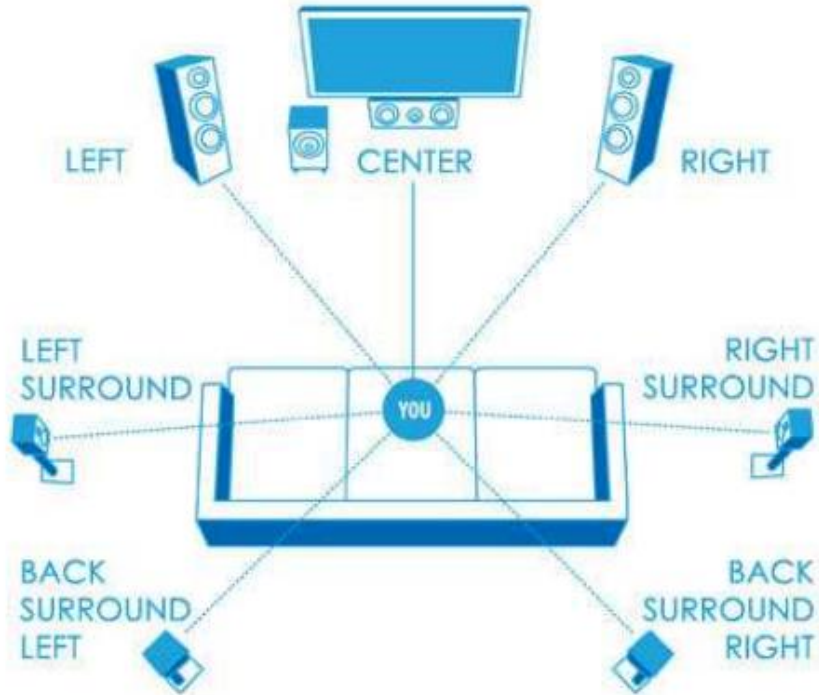 LEFT
CENTER
RIGHT
LEFT
SURROUND
RIGHT
SURROUND
YOU
BACK
SURROUND
LEFT
BACK
SURROUND
RIGHT